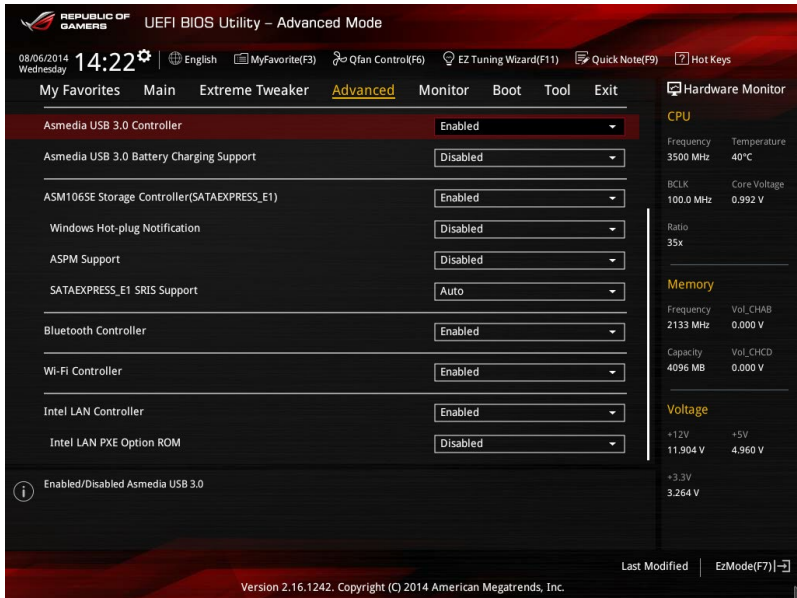 REPUBLIC OF
GAMERS
UEFI BIOS Utility – Advanced Mode
08/06/2014
Wednesday
14:22
English
MyFavorite(F3)
Qfan Control(F6)
EZ Tuning Wizard(F11)
Quick Note(F9)
? Hot Keys
My Favorites
Main
Extreme Tweaker
Advanced
Monitor
Boot
Tool
Exit
Asmedia USB 3.0 Controller Enabled
Asmedia USB 3.0 Battery Charging Support Disabled
ASM106SE Storage Controller(SATAEXPRESS_E1) Enabled
Windows Hot-plug Notification Disabled
ASPM Support Disabled
SATAEXPRESS_E1 SRIS Support Auto
Bluetooth Controller Enabled
Wi-Fi Controller Enabled
Intel LAN Controller Enabled
Intel LAN PXE Option ROM Disabled
i Enabled/Disabled Asmedia USB 3.0
Hardware Monitor
CPU
Frequency Temperature
3500 MHz 40°C
BCLK Core Voltage
100.0 MHz 0.992 V
Ratio
35x
Memory
Frequency Vol_CHAB
2133 MHz 0.000 V
Capacity Vol_CHCD
4096 MB 0.000 V
Voltage
+12V +5V
11.904 V 4.960 V
+3.3V
3.264 V
Last Modified
EzMode(F7)
Version 2.16.1242. Copyright (C) 2014 American Megatrends, Inc.